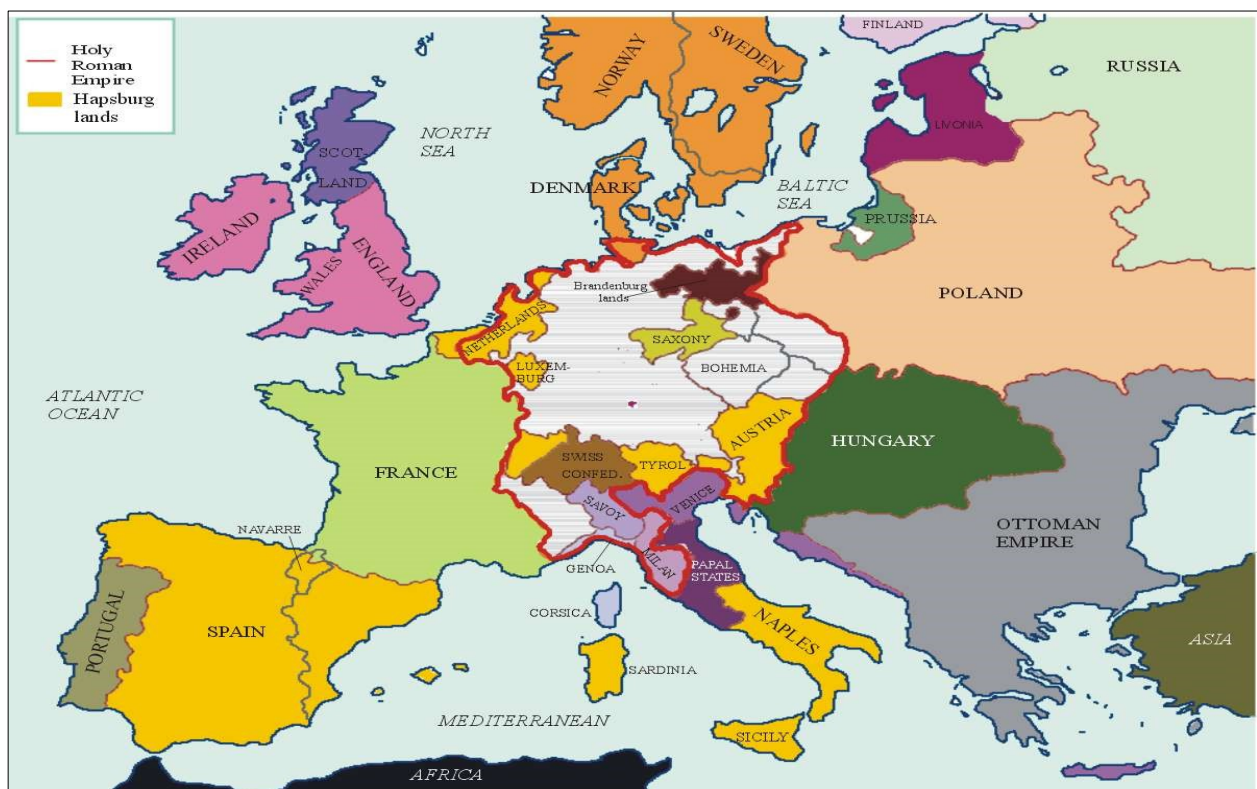 Holy
Roman
Empire
Hapsburg
lands
FINLAND
NORWAY
SWEDEN
RUSSIA
NORTH
SEA
SCOT-
LAND
LIVONIA
DENMARK
BALTIC
SEA
PRUSSIA
IRELAND
ENGLAND
WALES
Brandenburg
lands
POLAND
NETHERLANDS
SAXONY
LUXEM-
BURG
BOHEMIA
ATLANTIC
OCEAN
AUSTRIA
HUNGARY
FRANCE
SWISS
CONFED.
TYROL
SAVOY
VENICE
OTTOMAN
EMPIRE
NAVARRE
GENOA
MILAN
PAPAL
STATES
CORSICA
PORTUGAL
SPAIN
NAPLES
ASIA
SARDINIA
MEDITERRANEAN
SICILY
AFRICA